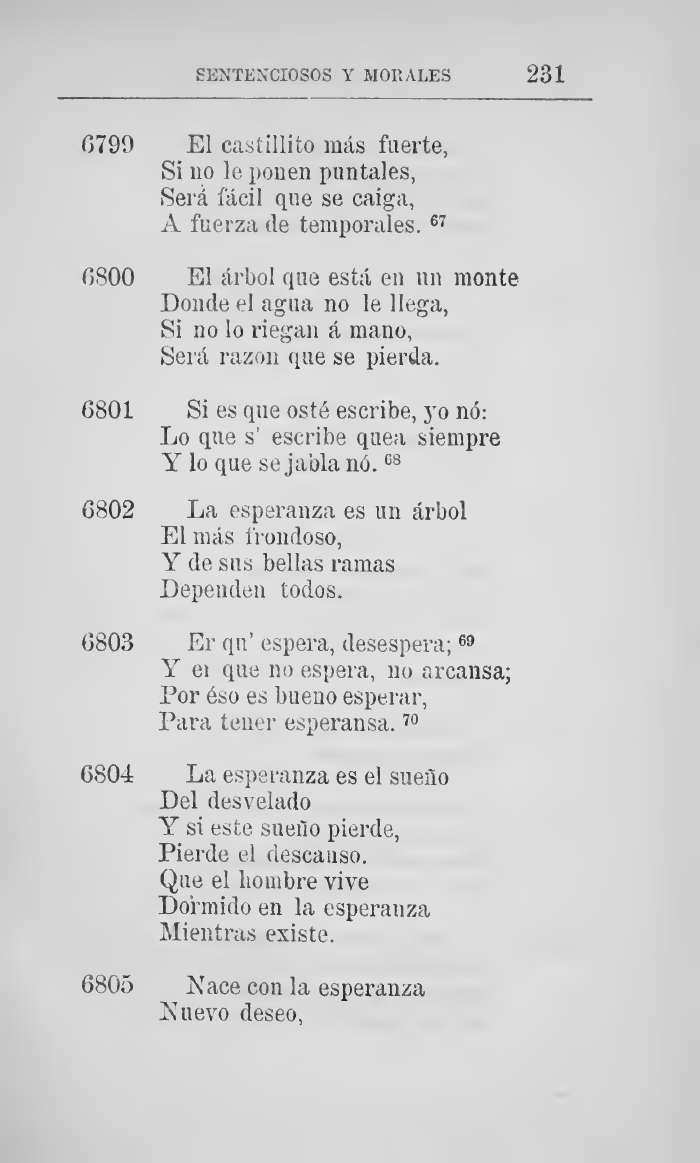 SENTENCIOSOS Y MORALES 231
6799 El castillito más fuerte,
Si no le ponen puntales,
Será fácil que se caiga,
A fuerza de temporales. 67
6800 El árbol que está en un monte
Donde el agua no le llega,
Si no lo riegan á mano,
Será razon que se pierda.
6801 Si es que osté escribe, yo nó:
Lo que s' escribe quea siempre
Y lo que se jabla nó. 68
6802 La esperanza es un árbol
El más frondoso,
Y de sus bellas ramas
Dependen todos.
6803 Er qu' espera, desespera; 69
Y er que no espera, no arcansa;
Por éso es bueno esperar,
Para tener esperansa. 70
6804 La esperanza es el sueño
Del desvelado
Y si este sueño pierde,
Pierde el descanso.
Que el hombre vive
Dormido en la esperanza
Mientras existe.
6805 Nace con la esperanza
Nuevo deseo,